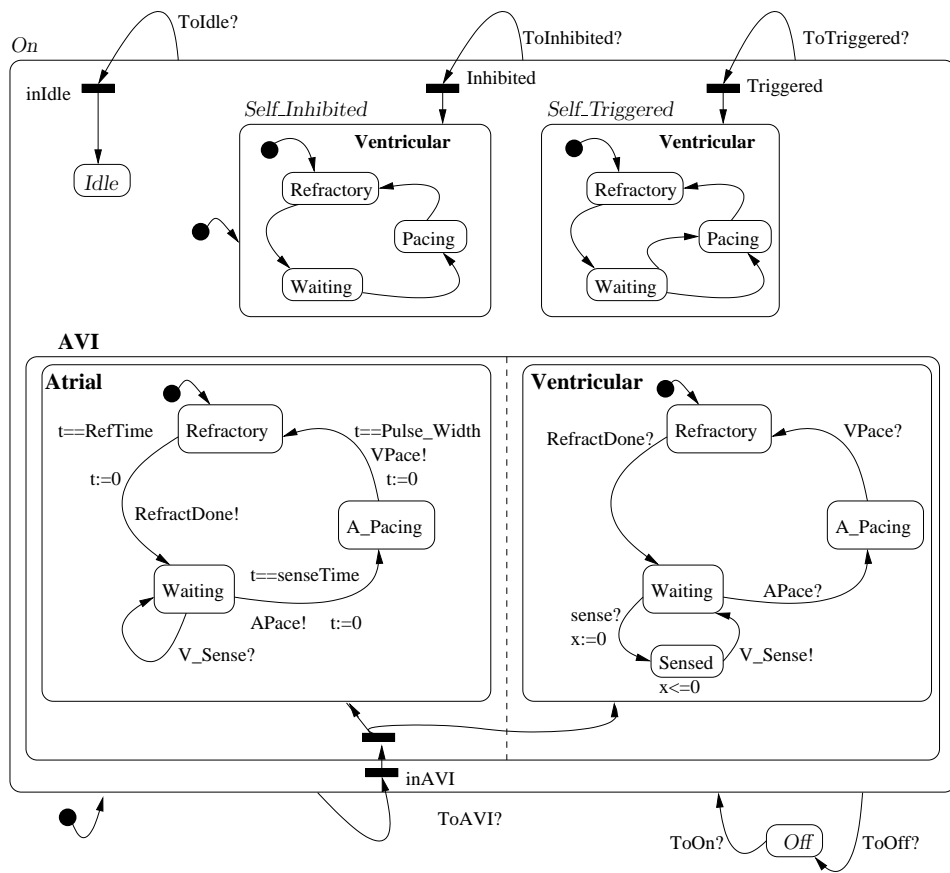 ToIdle?
On
ToInhibited?
ToTriggered?
inIdle
Inhibited
Triggered
Self_Inhibited
Self_Triggered
Ventricular
Ventricular
Idle
Refractory
Refractory
Pacing
Pacing
Waiting
Waiting
AVI
Atrial
t==RefTime
Refractory
t==Pulse_Width
VPace!
t:=0
t:=0
RefractDone!
A_Pacing
Waiting
t==senseTime
APace! t:=0
V_Sense?
Ventricular
RefractDone?
Refractory
VPace?
A_Pacing
Waiting
APace?
sense?
x:=0
Sensed
V_Sense!
x<=0
inAVI
ToAVI?
ToOn?
Off
ToOff?